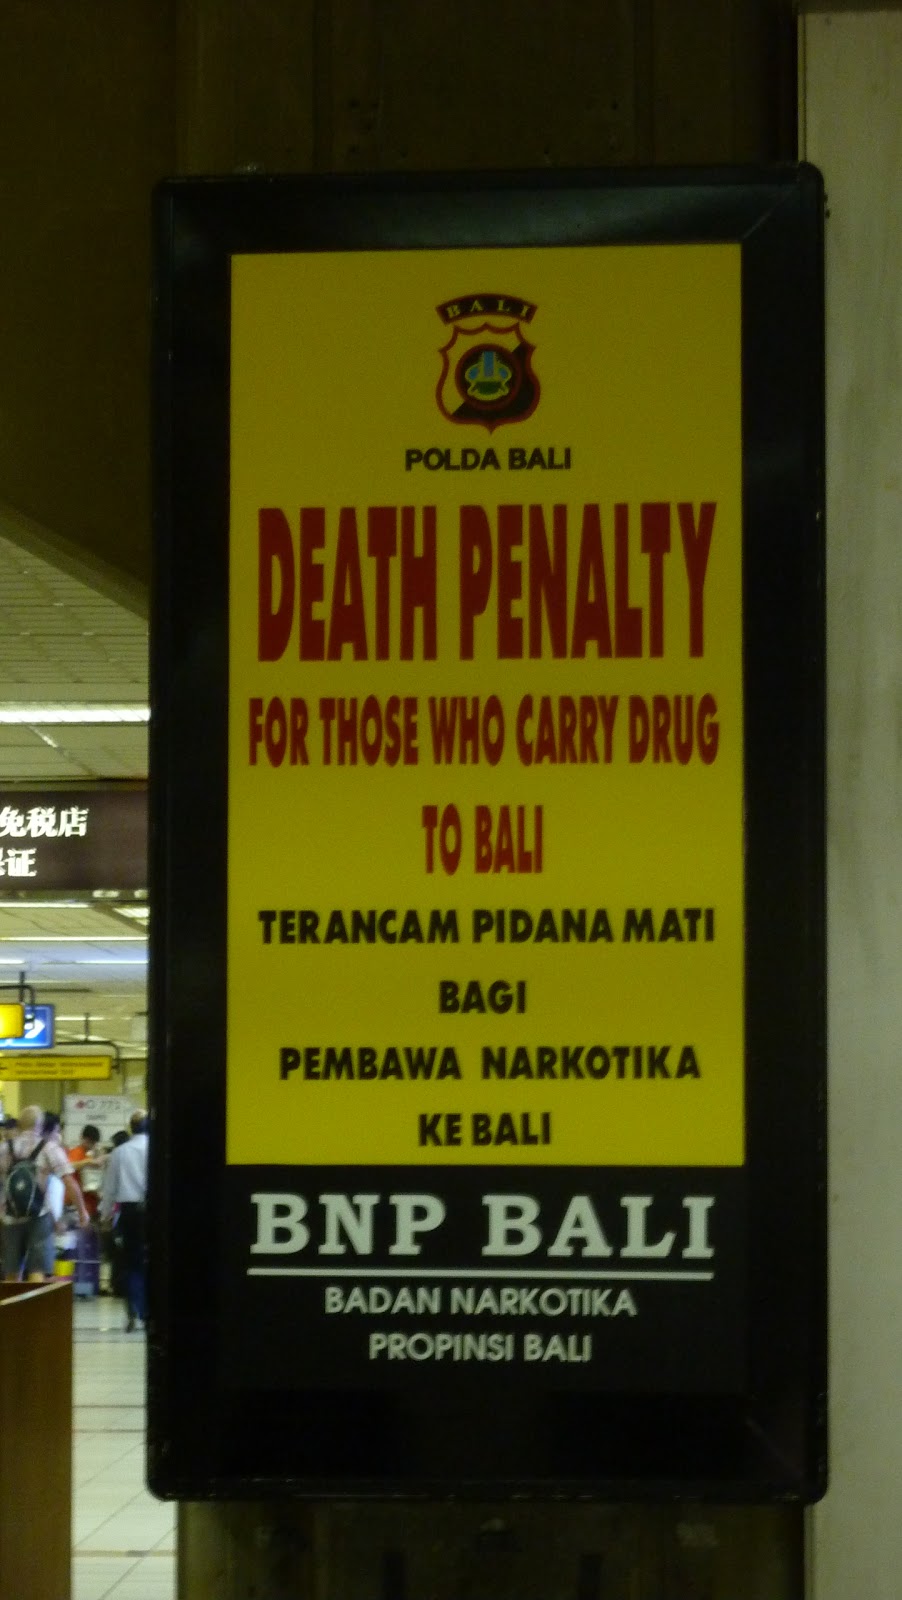 BALI
POLDA BALI
DEATH PENALTY
FOR THOSE WHO CARRY DRUG
TO BALI
TERANCAM PIDANA MATI
BAGI
PEMBAWA NARKOTIKA
KE BALI
BNP BALI
BADAN NARKOTIKA
PROPINSI BALI
免税店
证